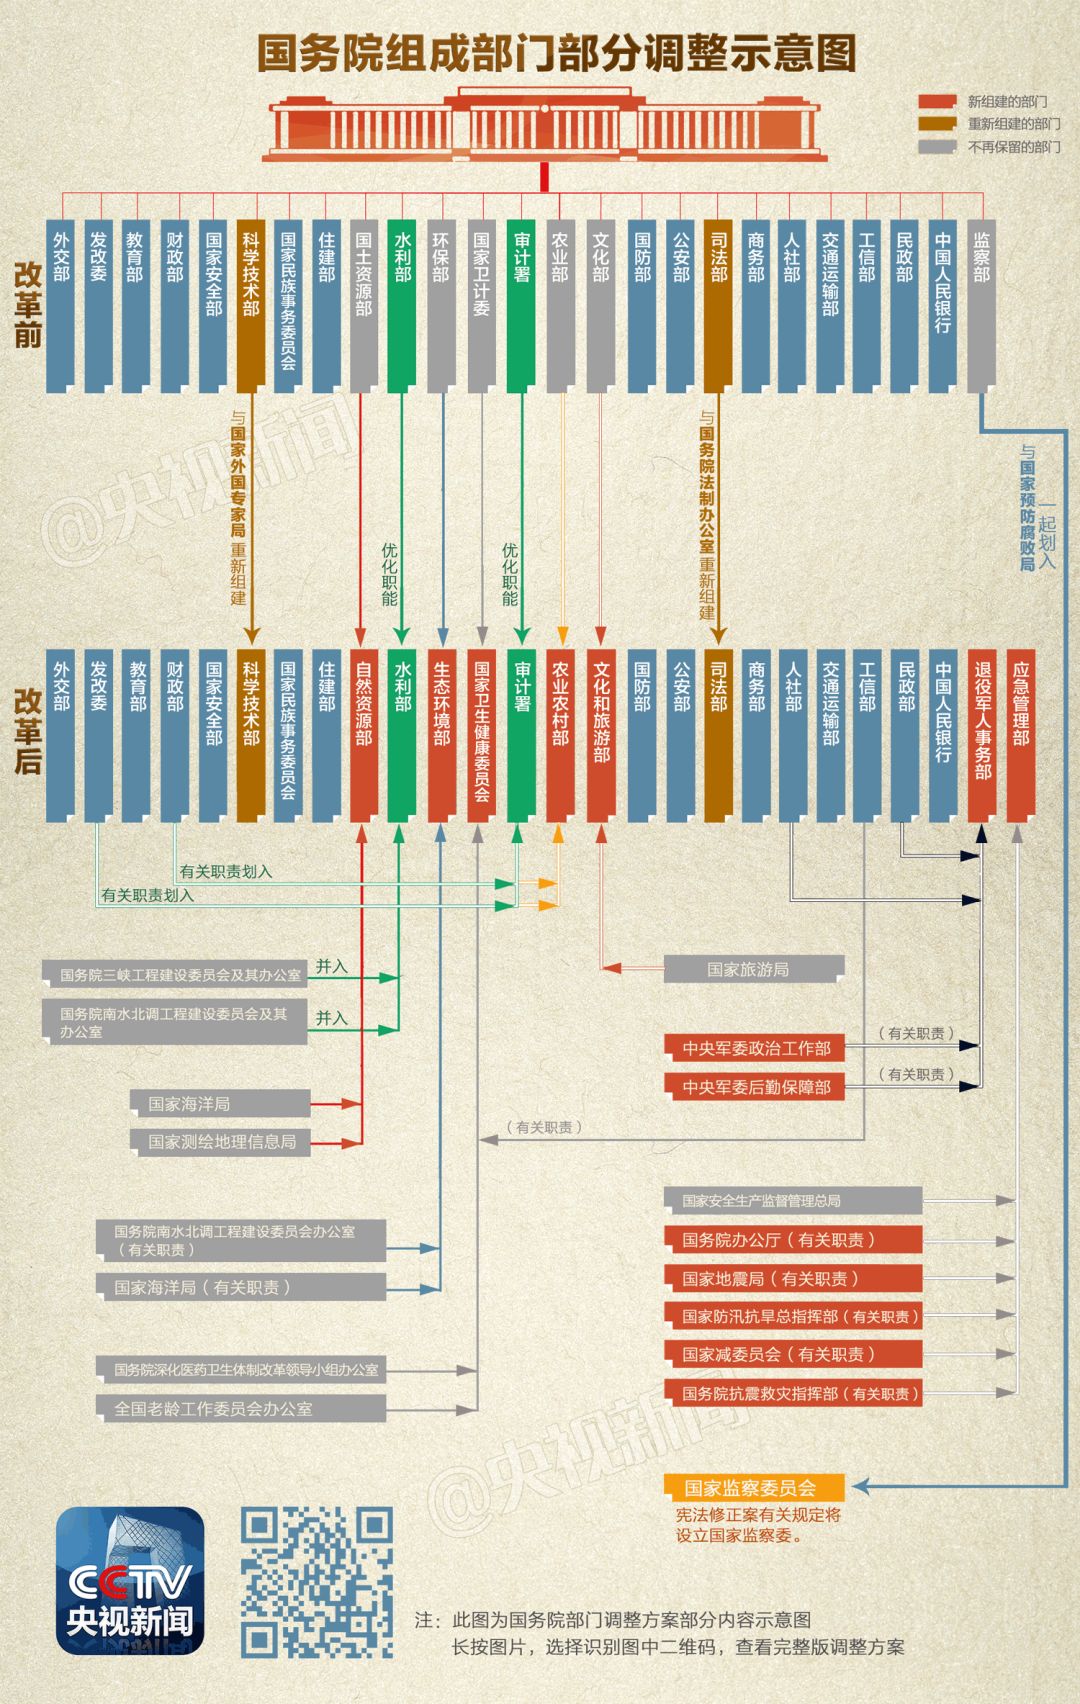 国务院组成部门部分调整示意图
新组建的部门
重新组建的部门
不再保留的部门
改革前
外交部
发改委
教育部
财政部
国家安全部
科学技术部
国家民族事务委员会
住建部
国土资源部
水利部
环保部
国家卫计委
审计署
农业部
文化部
国防部
公安部
司法部
商务部
人社部
交通运输部
工信部
民政部
中国人民银行
监察部
与国家外国专家局重新组建
优化职能
优化职能
与国务院法制办公室重新组建
与国家预防腐败局
一起划入
@央视新闻
改革后
外交部
发改委
教育部
财政部
国家安全部
科学技术部
国家民族事务委员会
住建部
自然资源部
水利部
生态环境部
国家卫生健康委员会
审计署
农业农村部
文化和旅游部
国防部
公安部
司法部
商务部
人社部
交通运输部
工信部
民政部
中国人民银行
退役军人事务部
应急管理部
有关职责划入
有关职责划入
国务院三峡工程建设委员会及其办公室
并入
国务院南水北调工程建设委员会及其
办公室
并入
国家海洋局
国家测绘地理信息局
国务院南水北调工程建设委员会办公室
（有关职责）
国家海洋局（有关职责）
国务院深化医药卫生体制改革领导小组办公室
全国老龄工作委员会办公室
国家旅游局
中央军委政治工作部
（有关职责）
中央军委后勤保障部
（有关职责）
（有关职责）
国家安全生产监督管理总局
国务院办公厅（有关职责）
国家地震局（有关职责）
国家防汛抗旱总指挥部（有关职责）
国家减委员会（有关职责）
国务院抗震救灾指挥部（有关职责）
@央视新闻
国家监察委员会
宪法修正案有关规定将
设立国家监察委。
CCTV
央视新闻
注：此图为国务院部门调整方案部分内容示意图
长按图片，选择识别图中二维码，查看完整版调整方案